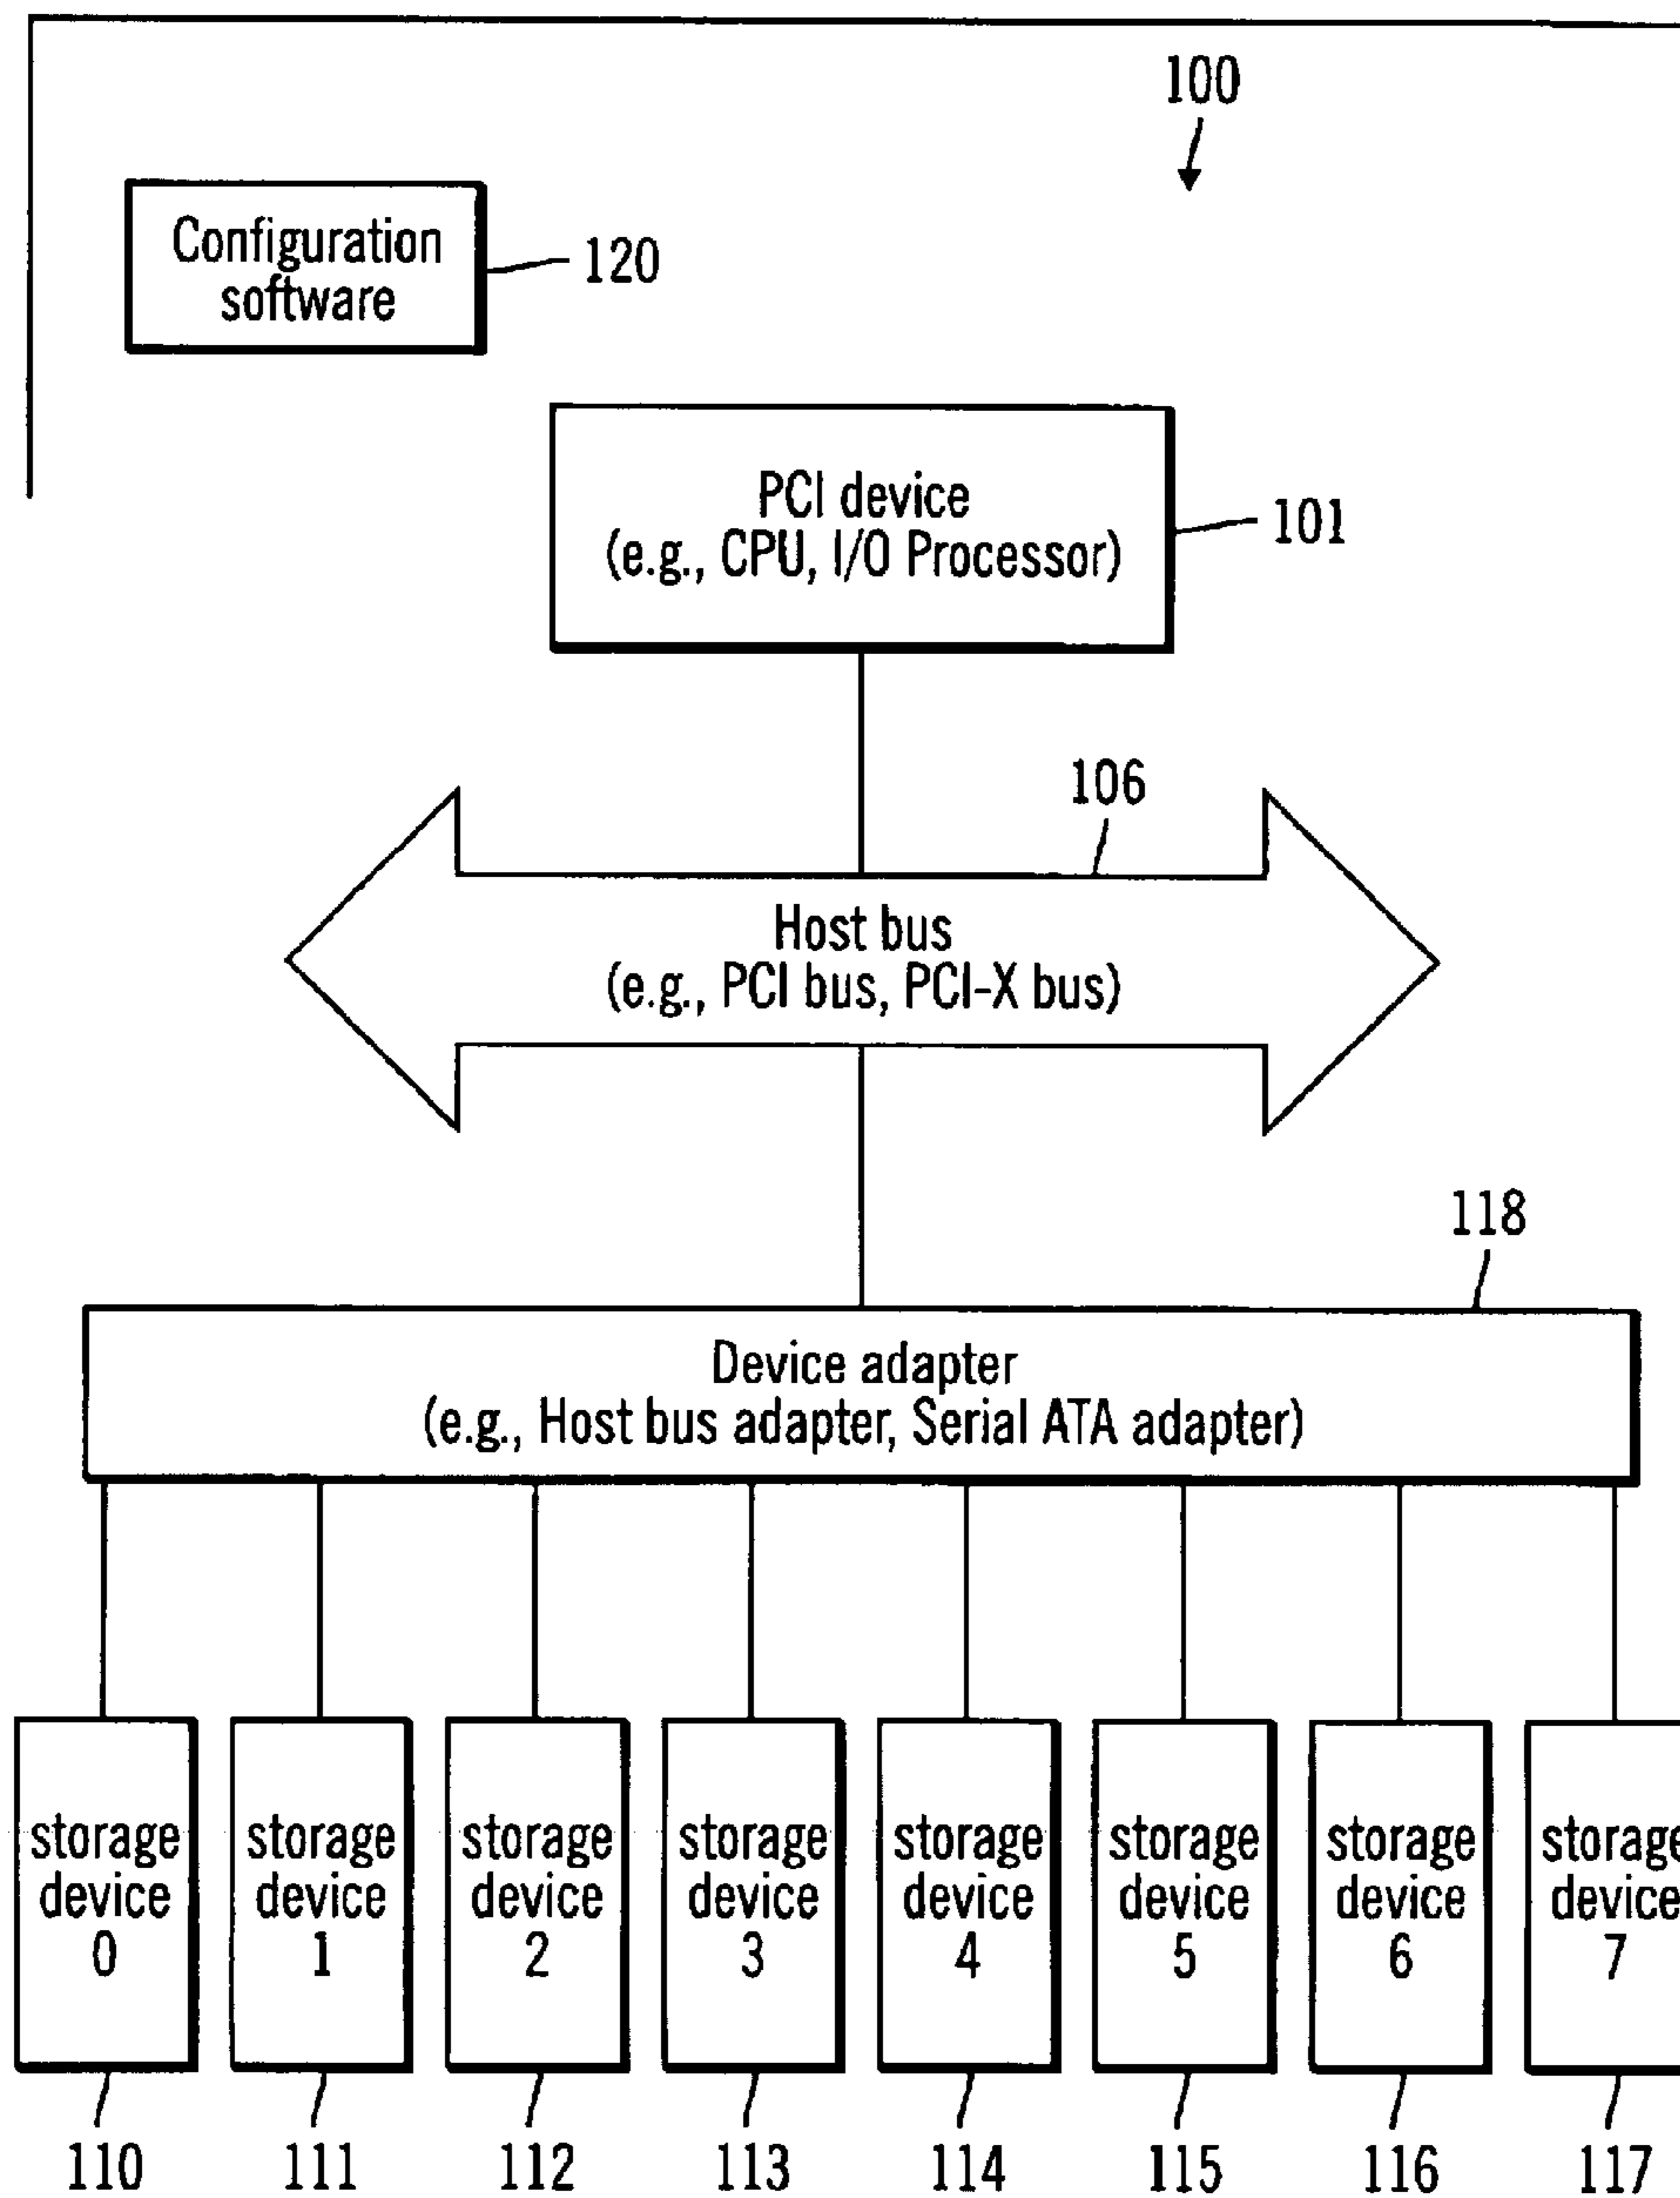 100
Configuration
software
120
PCI device
(e.g., CPU, I/O Processor)
101
106
Host bus
(e.g., PCI bus, PCI-X bus)
118
Device adapter
(e.g., Host bus adapter, Serial ATA adapter)
storage
device
0
storage
device
1
storage
device
2
storage
device
3
storage
device
4
storage
device
5
storage
device
6
storage
device
7
110
111
112
113
114
115
116
117